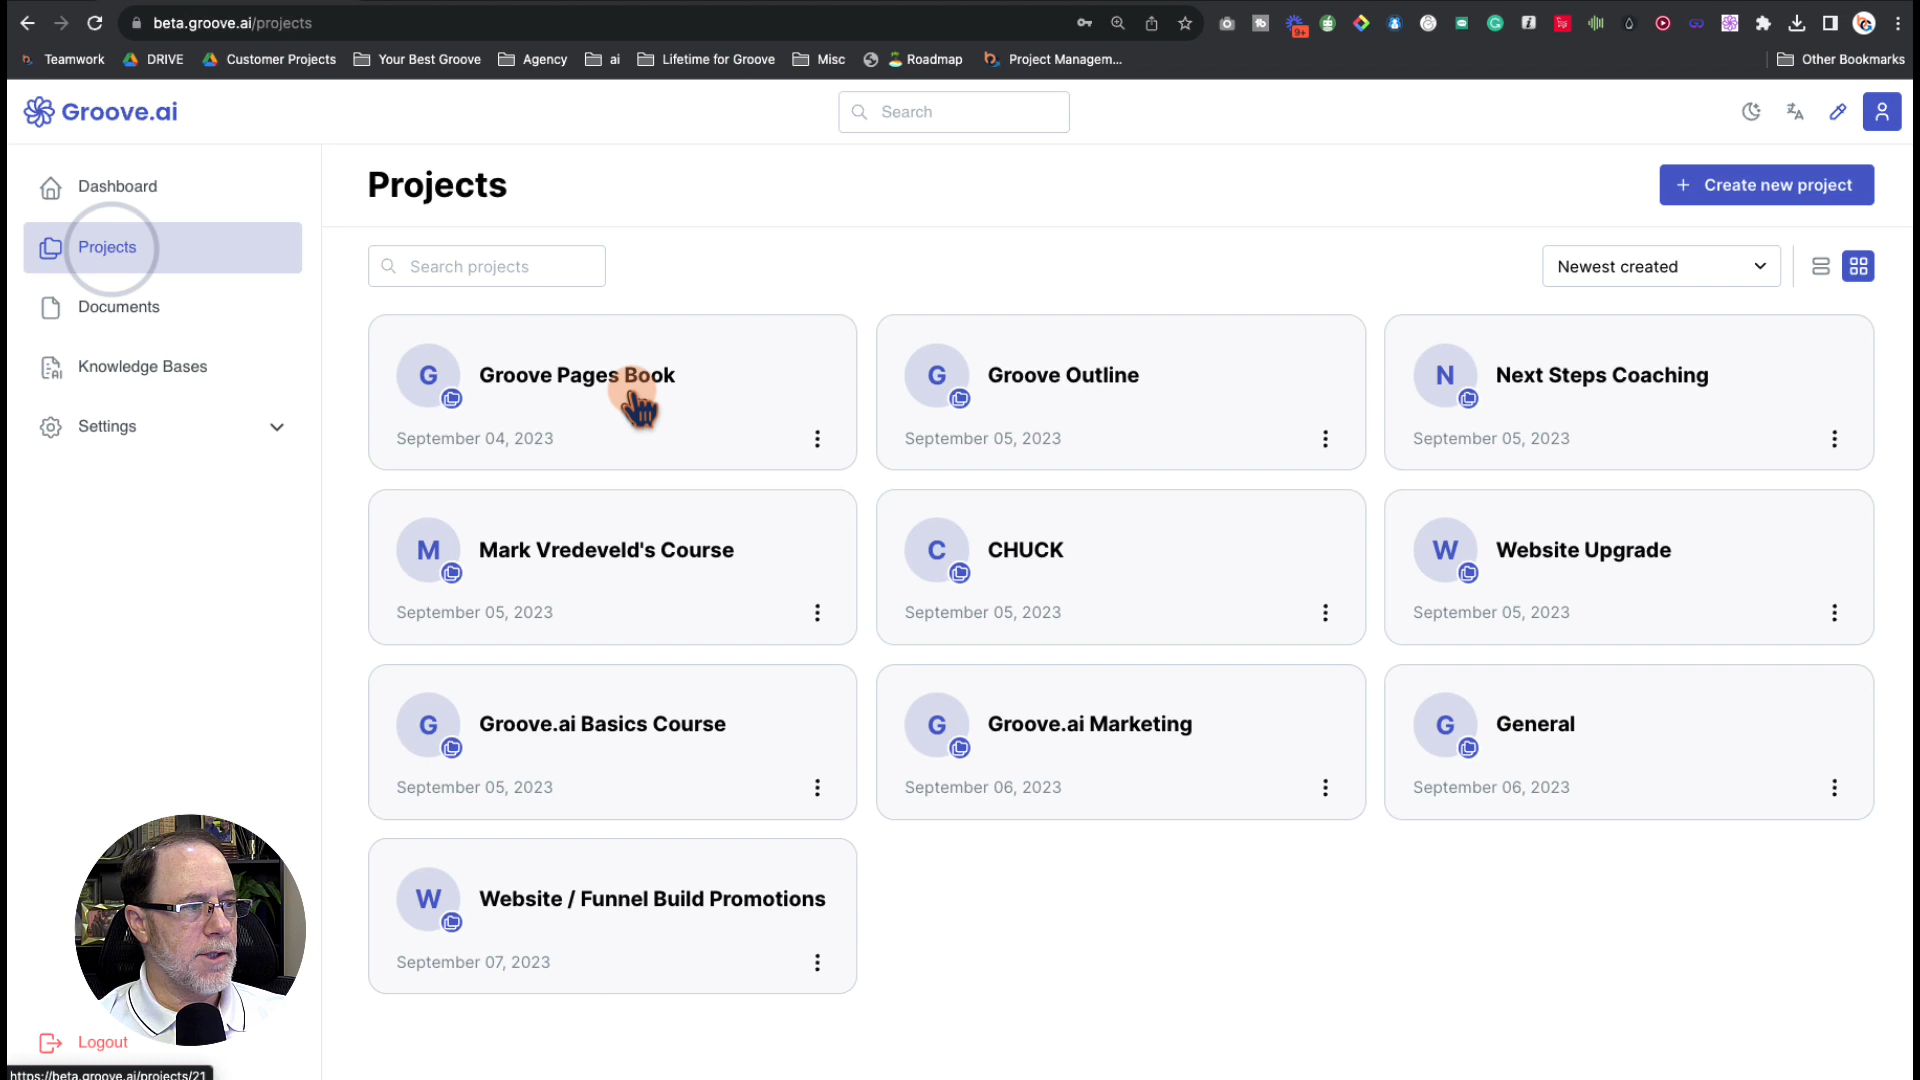 beta.groove.ai/projects
9+
Teamwork DRIVE Customer Projects Your Best Groove Agency ai Lifetime for Groove Misc Roadmap Project Managem... Other Bookmarks
Groove.ai
Search
Dashboard
Projects
Documents
Knowledge Bases
Settings
Logout
Projects
+ Create new project
Search projects
Newest created
G Groove Pages Book
September 04, 2023
G Groove Outline
September 05, 2023
N Next Steps Coaching
September 05, 2023
M Mark Vredeveld's Course
September 05, 2023
C CHUCK
September 05, 2023
W Website Upgrade
September 05, 2023
G Groove.ai Basics Course
September 05, 2023
G Groove.ai Marketing
September 06, 2023
G General
September 06, 2023
W Website / Funnel Build Promotions
September 07, 2023
https://beta.groove.ai/projects/21